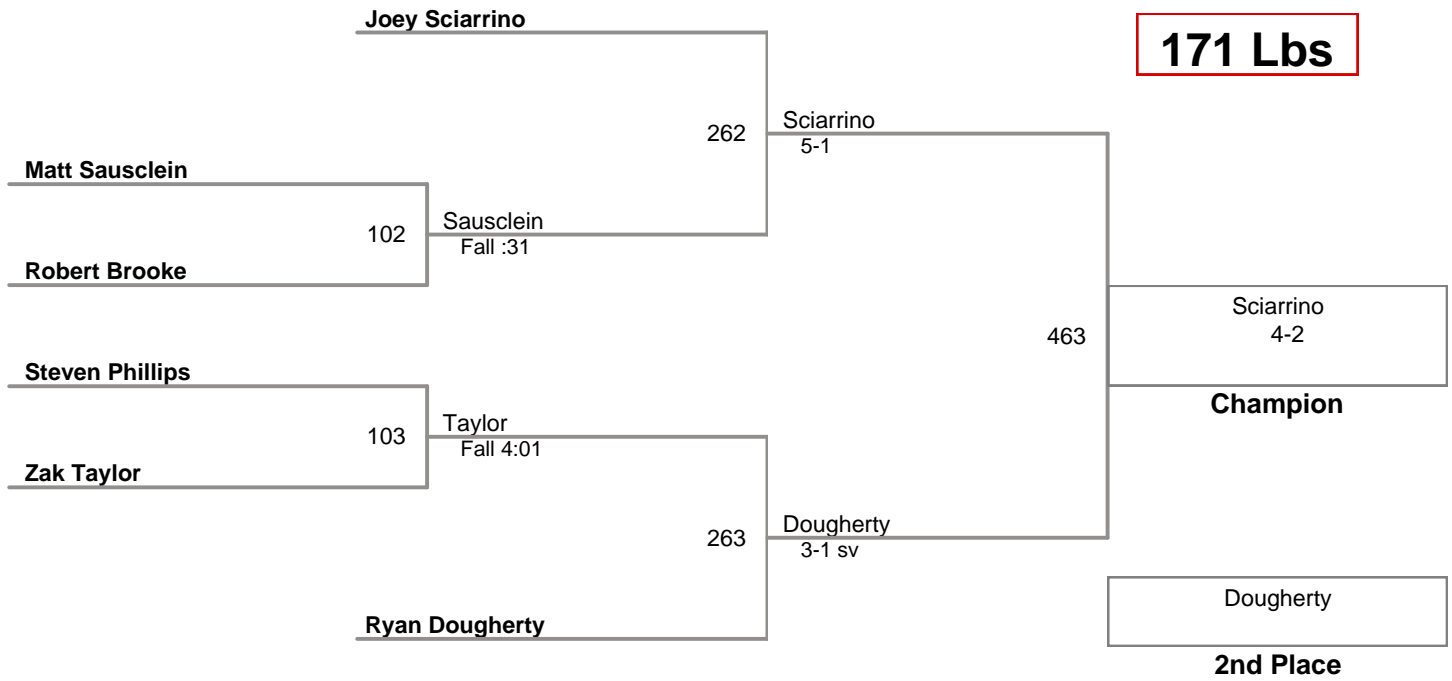 Joey Sciarrino
171 Lbs
262
Sciarrino
5-1
Matt Sausclein
102
Sausclein
Fall :31
Robert Brooke
463
Sciarrino
4-2
Champion
Steven Phillips
103
Taylor
Fall 4:01
Zak Taylor
263
Dougherty
3-1 sv
Ryan Dougherty
Dougherty
2nd Place